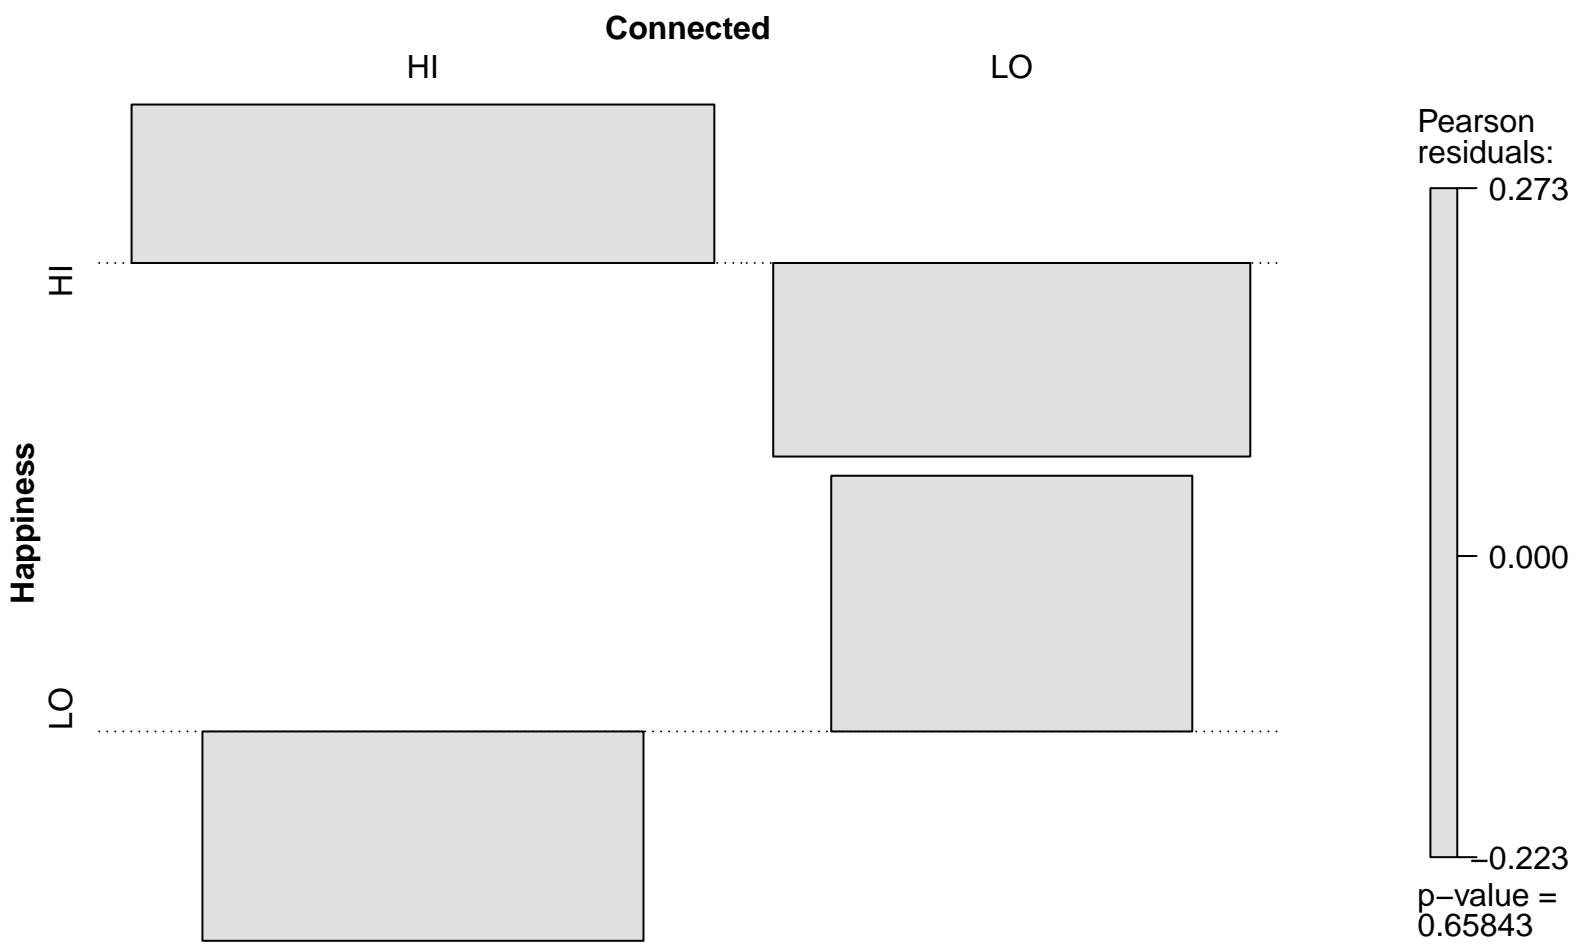 Connected
HI
LO
Happiness
HI
LO
Pearson
residuals:
0.273
0.000
−0.223
p−value =
0.65843